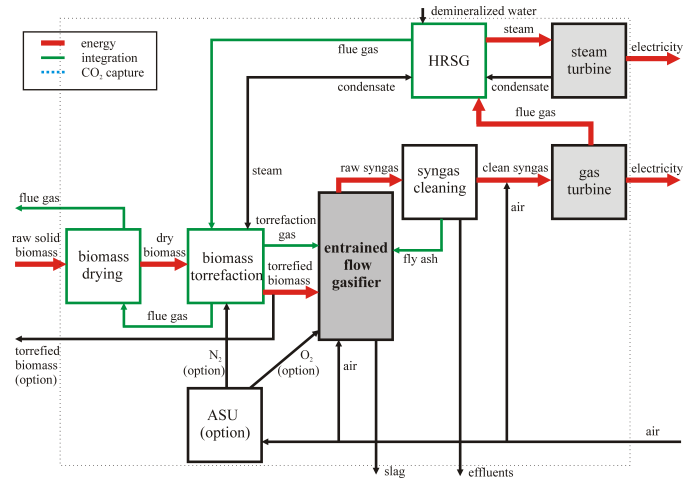 demineralized water
energy
integration
CO₂ capture
flue gas
steam
electricity
HRSG
steam
turbine
condensate
condensate
flue gas
raw syngas
syngas
cleaning
clean syngas
gas
turbine
electricity
steam
air
flue gas
raw solid
biomass
biomass
drying
dry
biomass
biomass
torrefaction
torrefaction
gas
torrefied
biomass
entrained
flow
gasifier
fly ash
flue gas
torrefied
biomass
(option)
N₂
(option)
O₂
(option)
air
ASU
(option)
air
slag
effluents